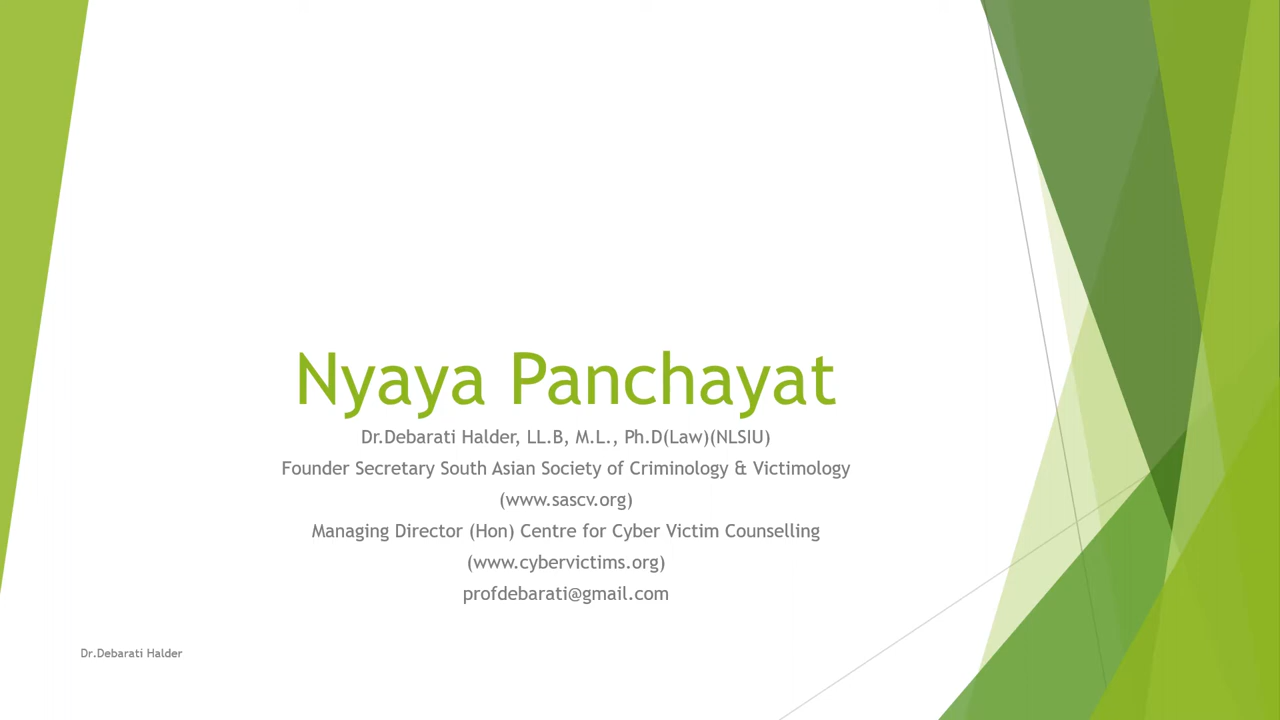 Nyaya Panchayat
Dr.Debarati Halder, LL.B, M.L., Ph.D(Law)(NLSIU)
Founder Secretary South Asian Society of Criminology & Victimology
(www.sascv.org)
Managing Director (Hon) Centre for Cyber Victim Counselling
(www.cybervictims.org)
profdebarati@gmail.com
Dr.Debarati Halder